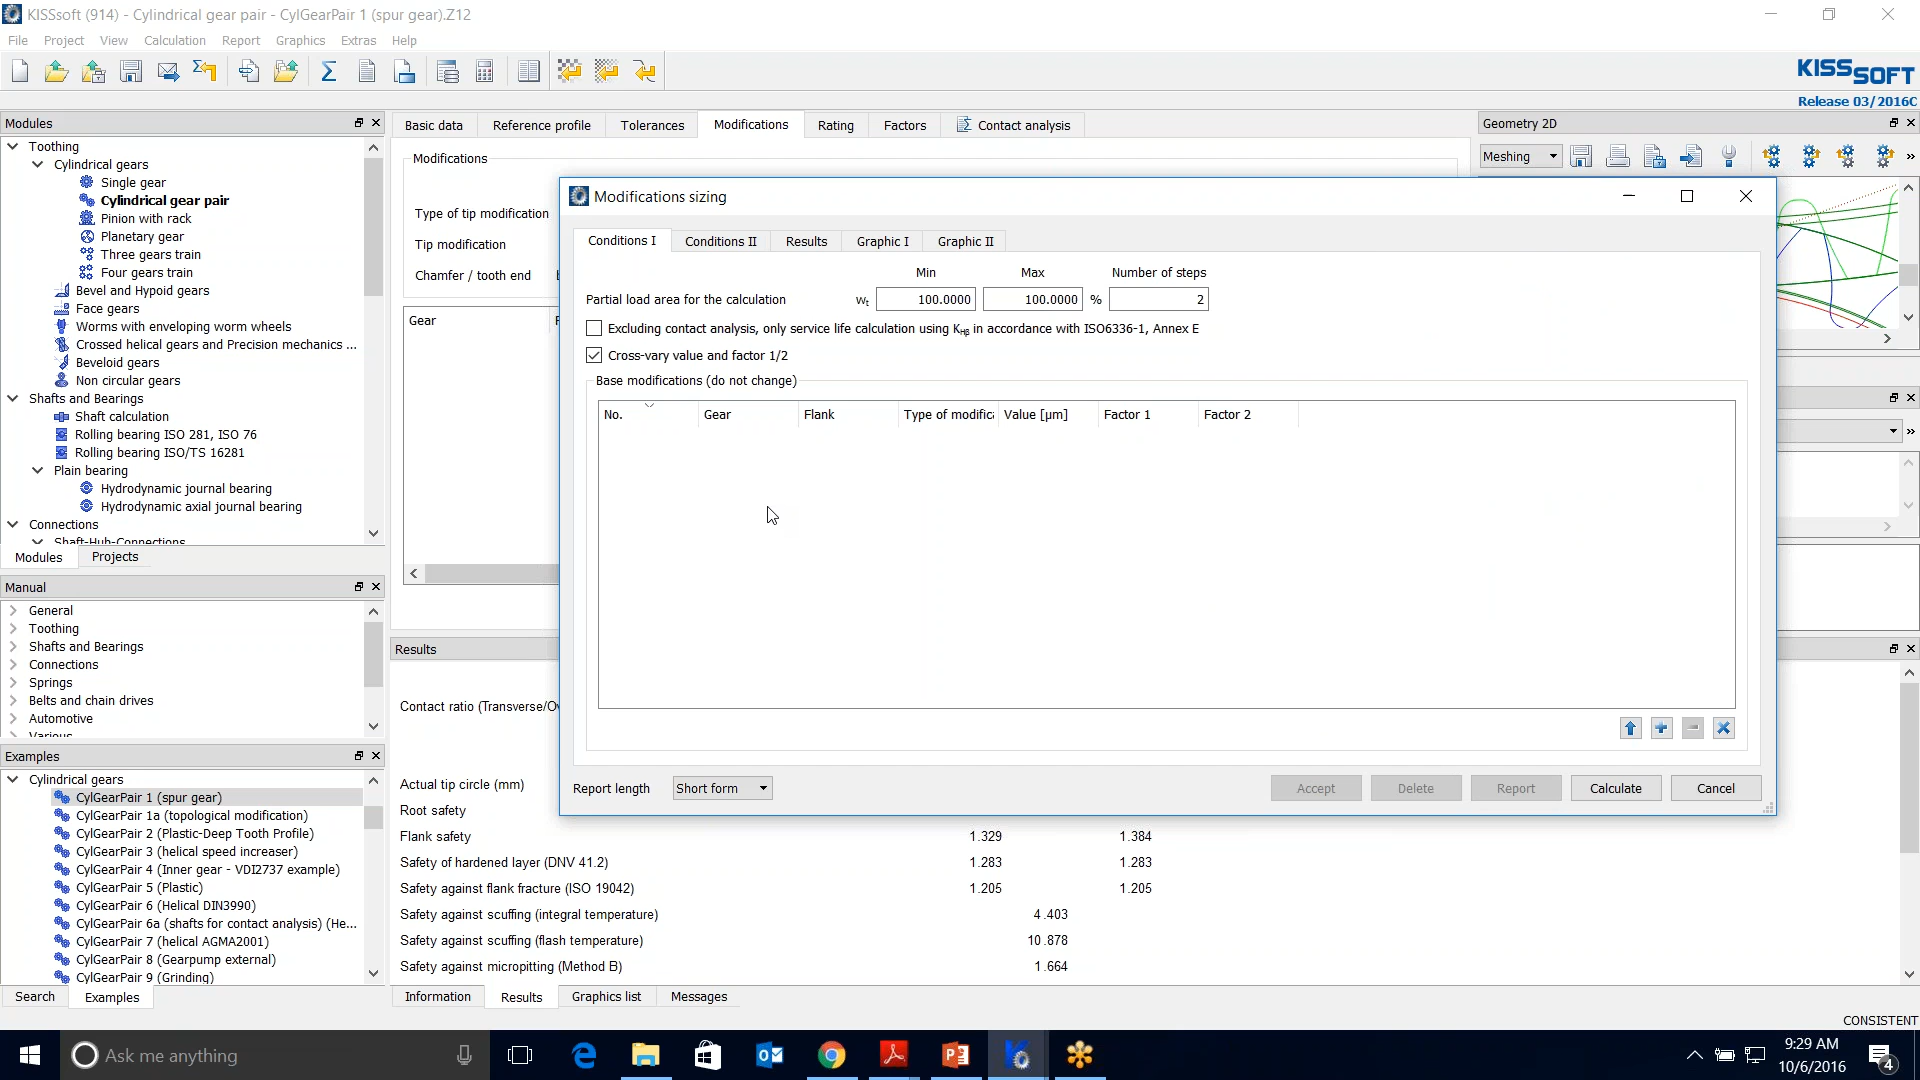 KISSsoft (914) - Cylindrical gear pair - CylGearPair 1 (spur gear).Z12
File Project View Calculation Report Graphics Extras Help
KISSSOFT
Release 03/2016C
Modules
Toothing
Cylindrical gears
Single gear
Cylindrical gear pair
Pinion with rack
Planetary gear
Three gears train
Four gears train
Bevel and Hypoid gears
Face gears
Worms with enveloping worm wheels
Crossed helical gears and Precision mechanics ...
Beveloid gears
Non circular gears
Shafts and Bearings
Shaft calculation
Rolling bearing ISO 281, ISO 76
Rolling bearing ISO/TS 16281
Plain bearing
Hydrodynamic journal bearing
Hydrodynamic axial journal bearing
Connections
Shaft-Hub-Connections
Modules Projects
Manual
General
Toothing
Shafts and Bearings
Connections
Springs
Belts and chain drives
Automotive
Various
Examples
Cylindrical gears
CylGearPair 1 (spur gear)
CylGearPair 1a (topological modification)
CylGearPair 2 (Plastic-Deep Tooth Profile)
CylGearPair 3 (helical speed increaser)
CylGearPair 4 (Inner gear - VDI2737 example)
CylGearPair 5 (Plastic)
CylGearPair 6 (Helical DIN3990)
CylGearPair 6a (shafts for contact analysis) (He...
CylGearPair 7 (helical AGMA2001)
CylGearPair 8 (Gearpump external)
CylGearPair 9 (Grinding)
Search Examples
Basic data Reference profile Tolerances Modifications Rating Factors Contact analysis
Modifications
Type of tip modification
Tip modification
Chamfer / tooth end
Gear
Geometry 2D
Meshing
Modifications sizing
Conditions I Conditions II Results Graphic I Graphic II
Min Max Number of steps
Partial load area for the calculation wt 100.0000 100.0000 % 2
Excluding contact analysis, only service life calculation using KHβ in accordance with ISO6336-1, Annex E
Cross-vary value and factor 1/2
Base modifications (do not change)
No. Gear Flank Type of modific Value [µm] Factor 1 Factor 2
Report length Short form Accept Delete Report Calculate Cancel
Results
Contact ratio (Transverse/Ov
Actual tip circle (mm)
Root safety
Flank safety 1.329 1.384
Safety of hardened layer (DNV 41.2) 1.283 1.283
Safety against flank fracture (ISO 19042) 1.205 1.205
Safety against scuffing (integral temperature) 4.403
Safety against scuffing (flash temperature) 10.878
Safety against micropitting (Method B) 1.664
Information Results Graphics list Messages
CONSISTENT
Ask me anything
9:29 AM
10/6/2016
4